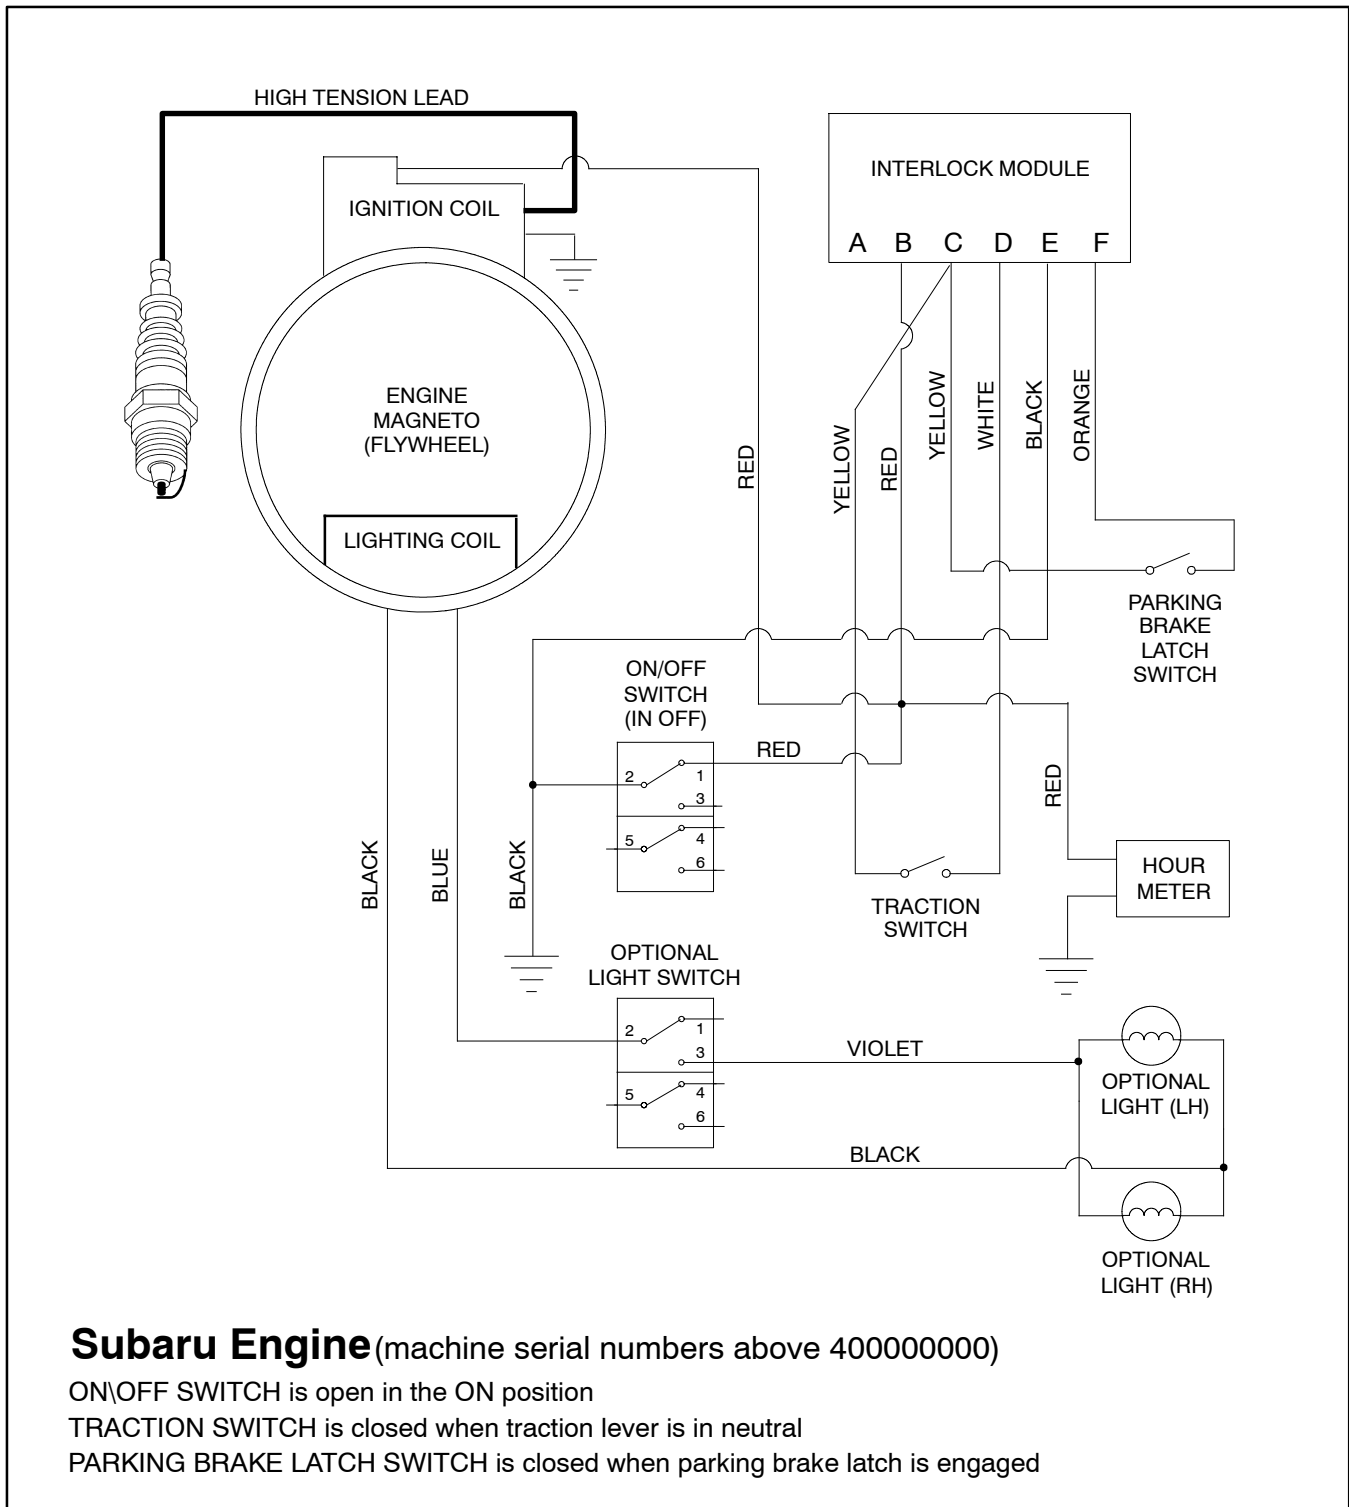 HIGH TENSION LEAD
INTERLOCK MODULE
A B C D E F
IGNITION COIL
ENGINE
MAGNETO
(FLYWHEEL)
LIGHTING COIL
RED
YELLOW
RED
YELLOW
WHITE
BLACK
ORANGE
PARKING
BRAKE
LATCH
SWITCH
ON/OFF
SWITCH
(IN OFF)
RED
2
1
3
5
4
6
RED
BLACK
BLUE
BLACK
TRACTION
SWITCH
HOUR
METER
OPTIONAL
LIGHT SWITCH
2
1
3
5
4
6
VIOLET
OPTIONAL
LIGHT (LH)
BLACK
OPTIONAL
LIGHT (RH)
Subaru Engine (machine serial numbers above 400000000)
ON\OFF SWITCH is open in the ON position
TRACTION SWITCH is closed when traction lever is in neutral
PARKING BRAKE LATCH SWITCH is closed when parking brake latch is engaged